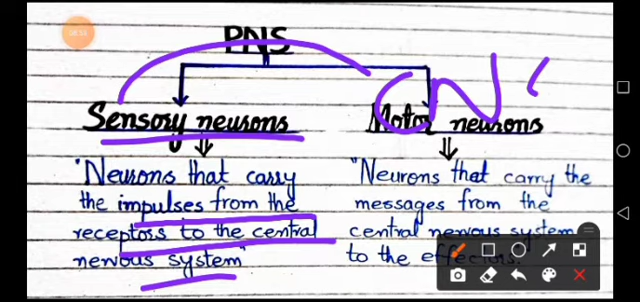 PNS
Sensory neurons
Motor neurons
"Neurons that carry
the impulses from the
receptors to the central
nervous system"
"Neurons that carry the
messages from the
central nervous system
to the effectors.
CN